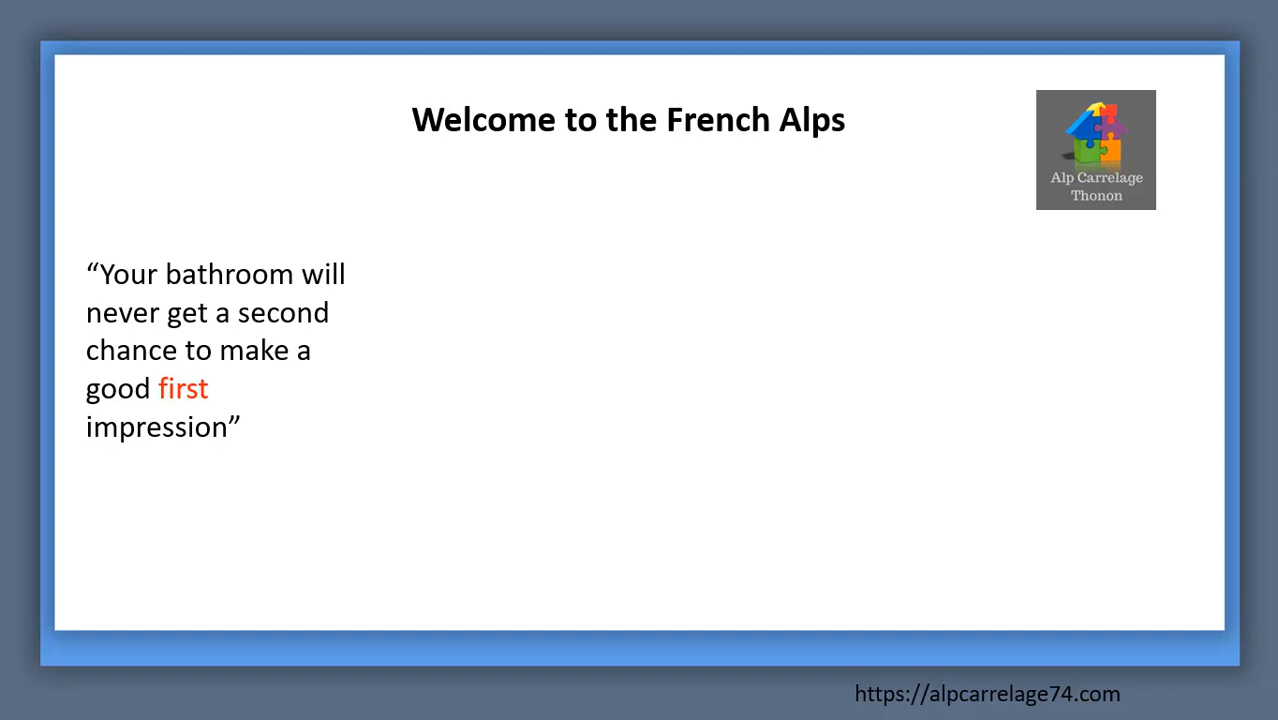 Welcome to the French Alps
Alp Carrelage
Thonon
“Your bathroom will
never get a second
chance to make a
good first
impression”
https://alpcarrelage74.com